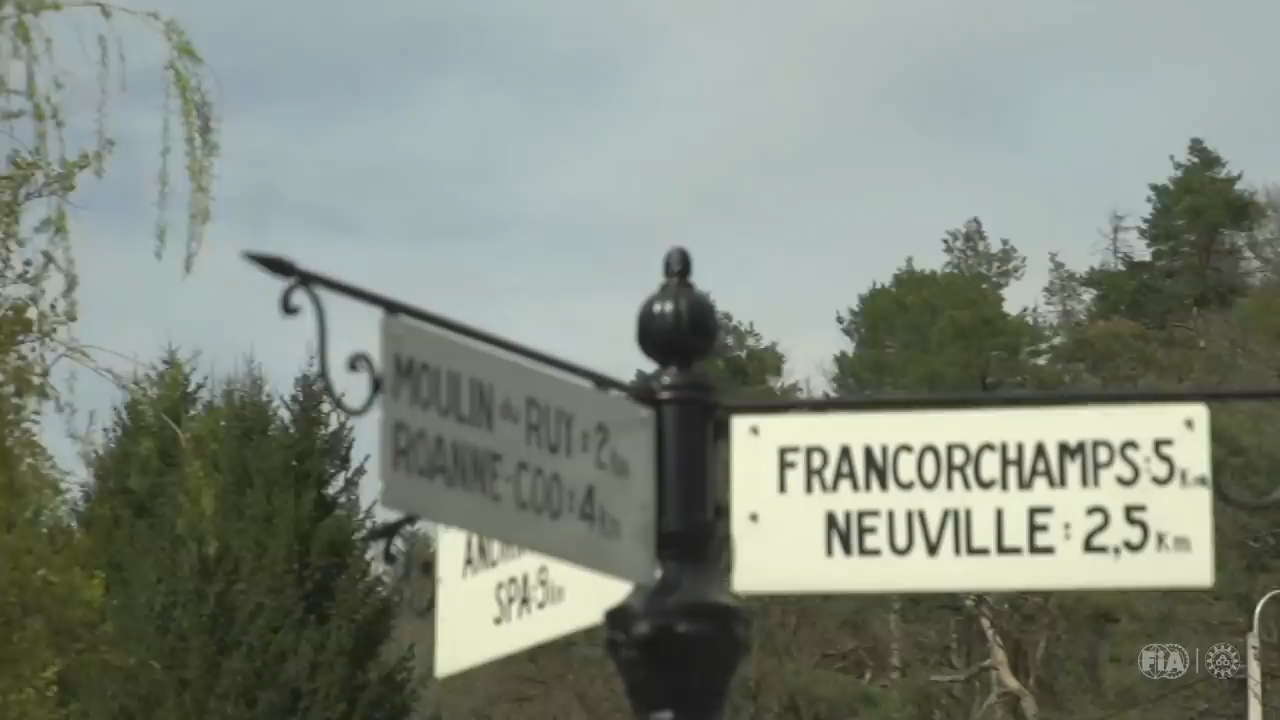 MOULIN du RUY : 2 km
ROANNE-COO : 4 km
SPA:9 km
FRANCORCHAMPS:5 Km
NEUVILLE : 2,5 Km
FIA